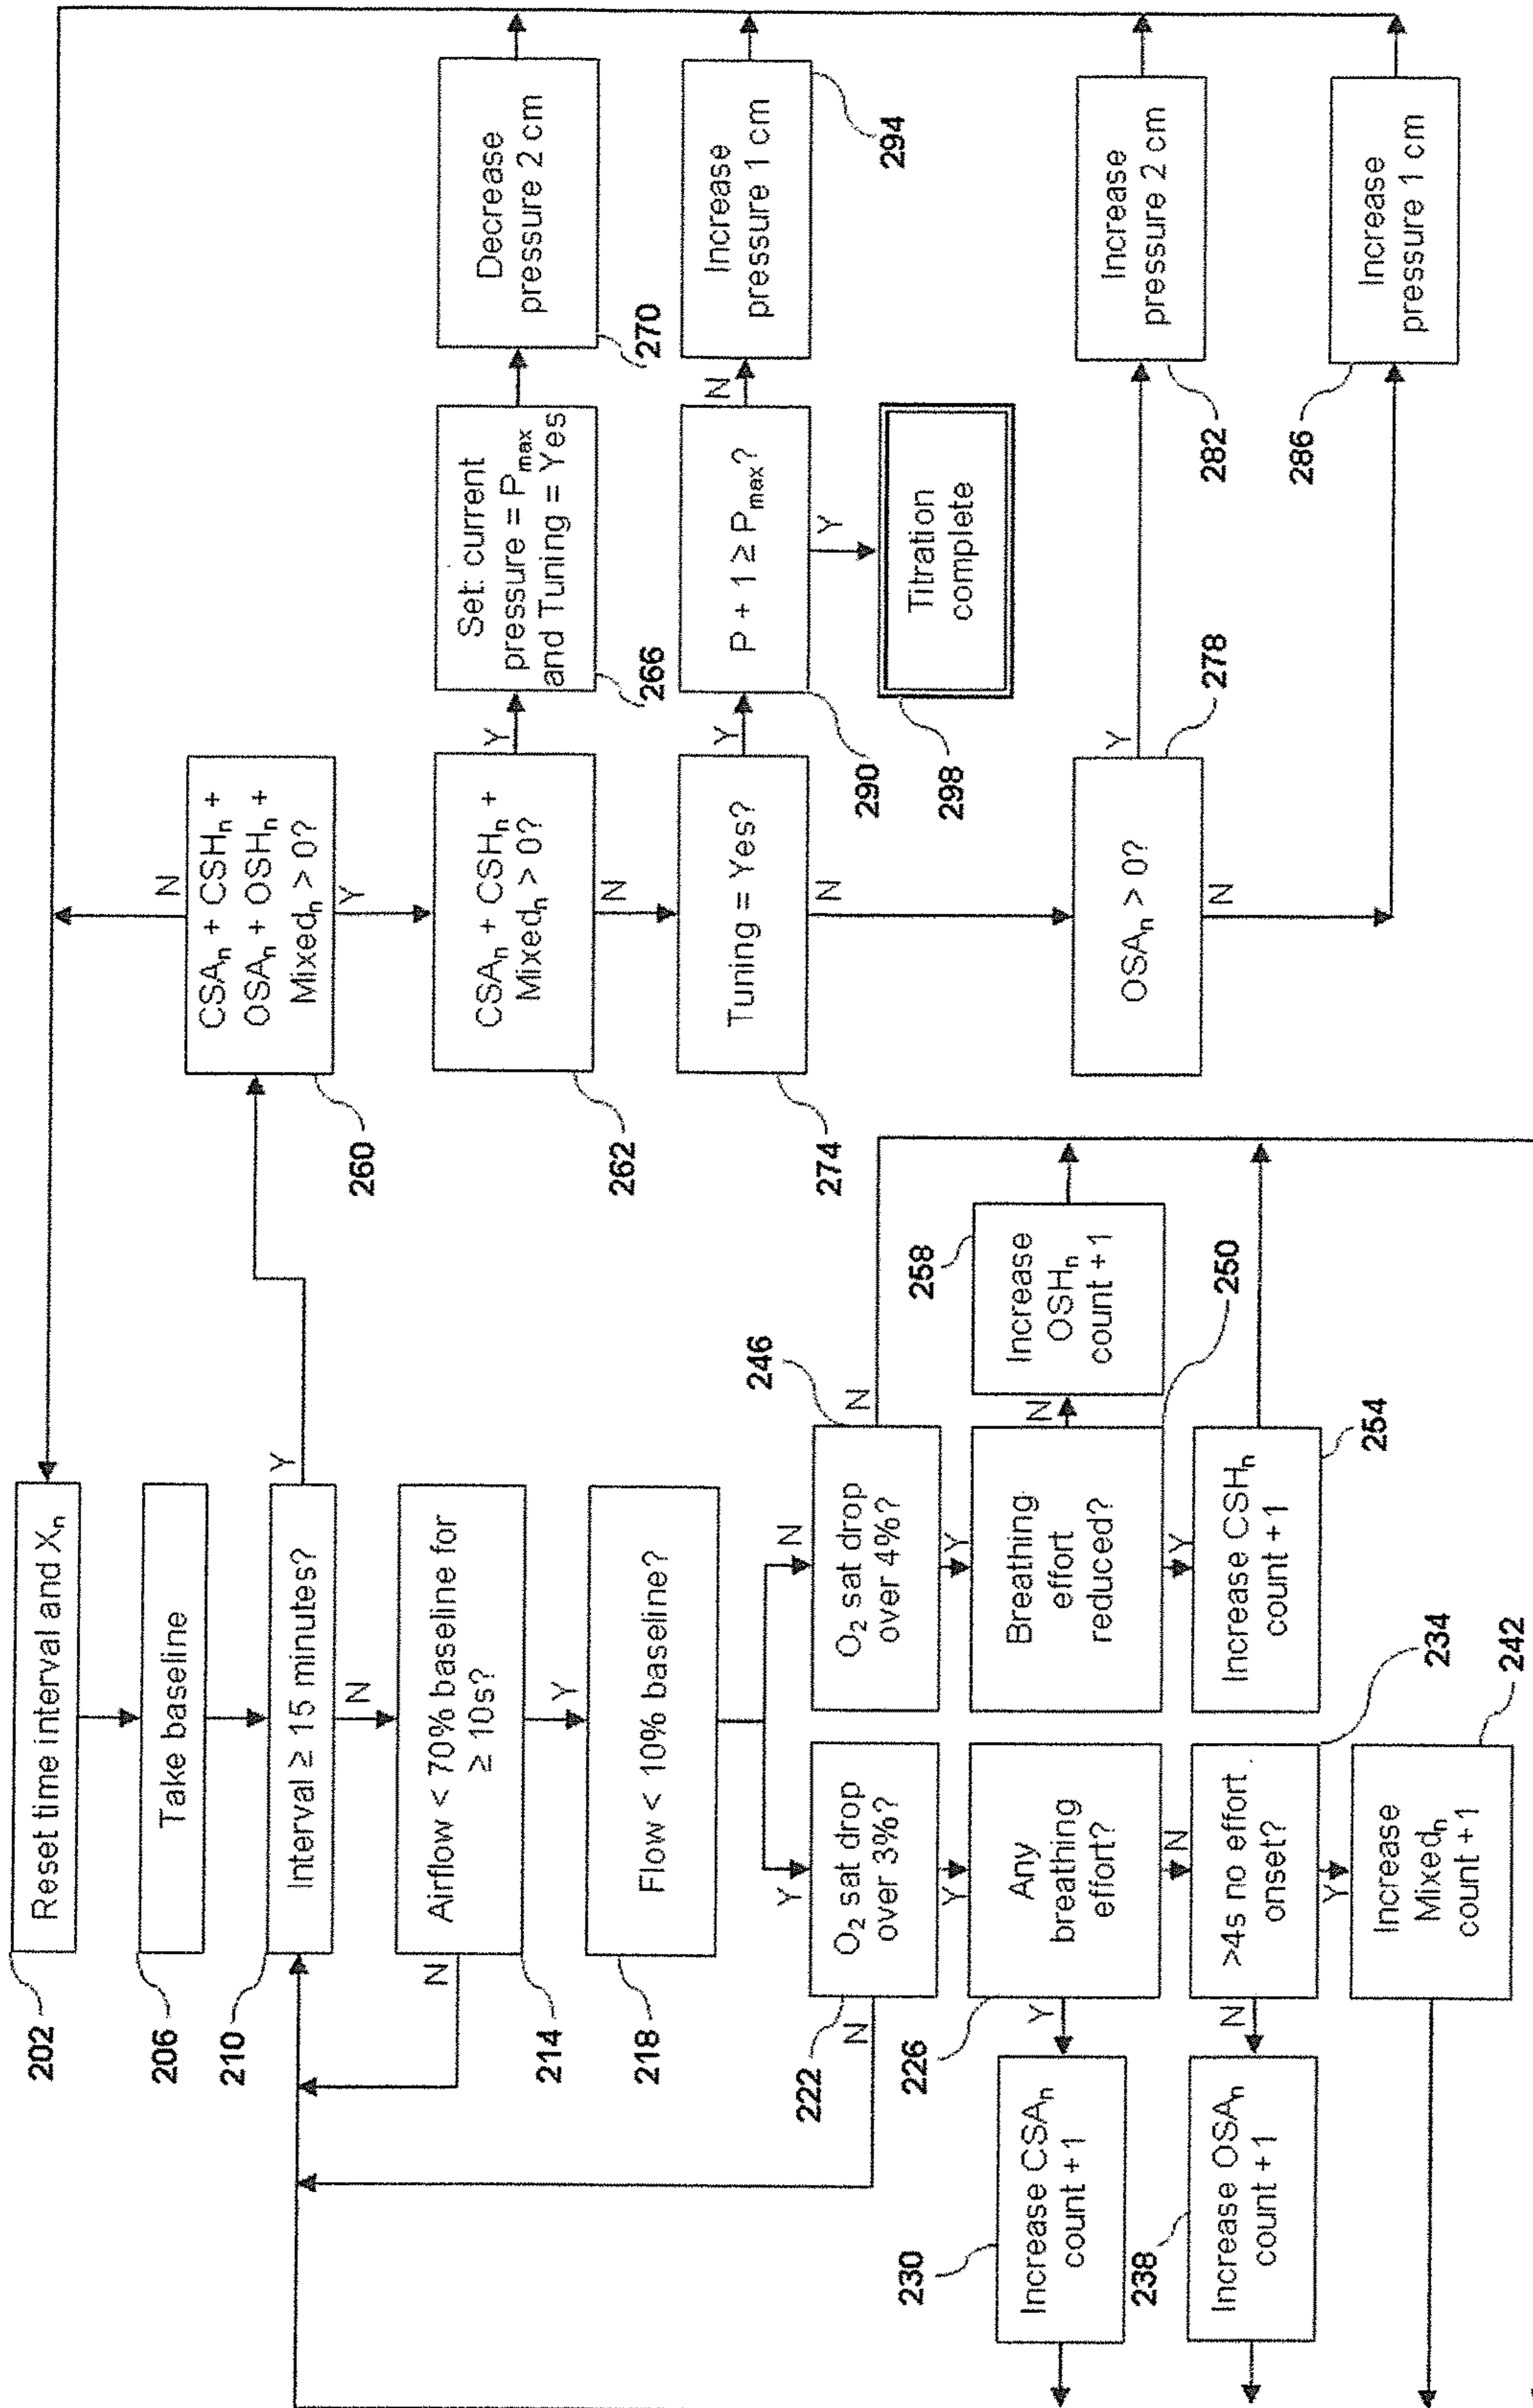 Reset time interval and Xn
202
Take baseline
206
Interval ≥ 15 minutes?
210
Y
N
Airflow < 70% baseline for
≥ 10s?
214
N
Y
Flow < 10% baseline?
218
Y
N
O2 sat drop
over 3%?
222
N
Y
Any
breathing
effort?
226
Y
N
Increase CSAn
count +1
230
>4s no effort
onset?
234
N
Y
Increase OSAn
count +1
238
Increase
Mixedn
count +1
242
O2 sat drop
over 4%?
246
N
Y
Breathing
effort
reduced?
250
N
Y
Increase CSHn
count +1
254
Increase
OSHn
count +1
258
CSAn + CSHn +
OSAn + OSHn +
Mixedn > 0?
260
N
Y
CSAn + CSHn +
Mixedn > 0?
262
Y
N
Set: current
pressure = Pmax
and Tuning = Yes
266
Decrease
pressure 2 cm
270
Tuning = Yes?
274
Y
N
P + 1 ≥ Pmax?
290
N
Y
Increase
pressure 1 cm
294
Titration
complete
298
OSAn > 0?
278
Y
N
Increase
pressure 2 cm
282
Increase
pressure 1 cm
286